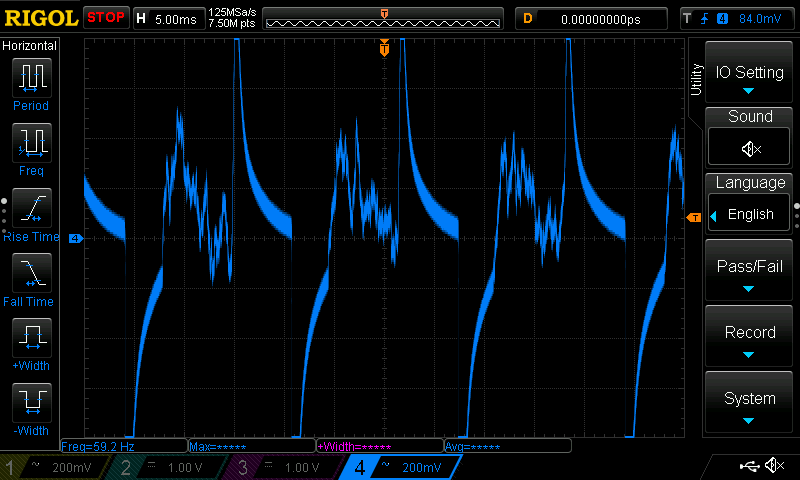 RIGOL STOP H 5.00ms 125MSa/s D 0.00000000ps T 4 84.0mV
7.50M pts
Horizontal
Period
Freq
Rise Time
Fall Time
+Width
-Width
T
4
T
Utility
IO Setting
Sound
Language
English
Pass/Fail
Record
System
Freq=59.2 Hz Max=***** +Width=***** Avg=*****
1 ~ 200mV 2 1.00 V 3 1.00 V 4 ~ 200mV